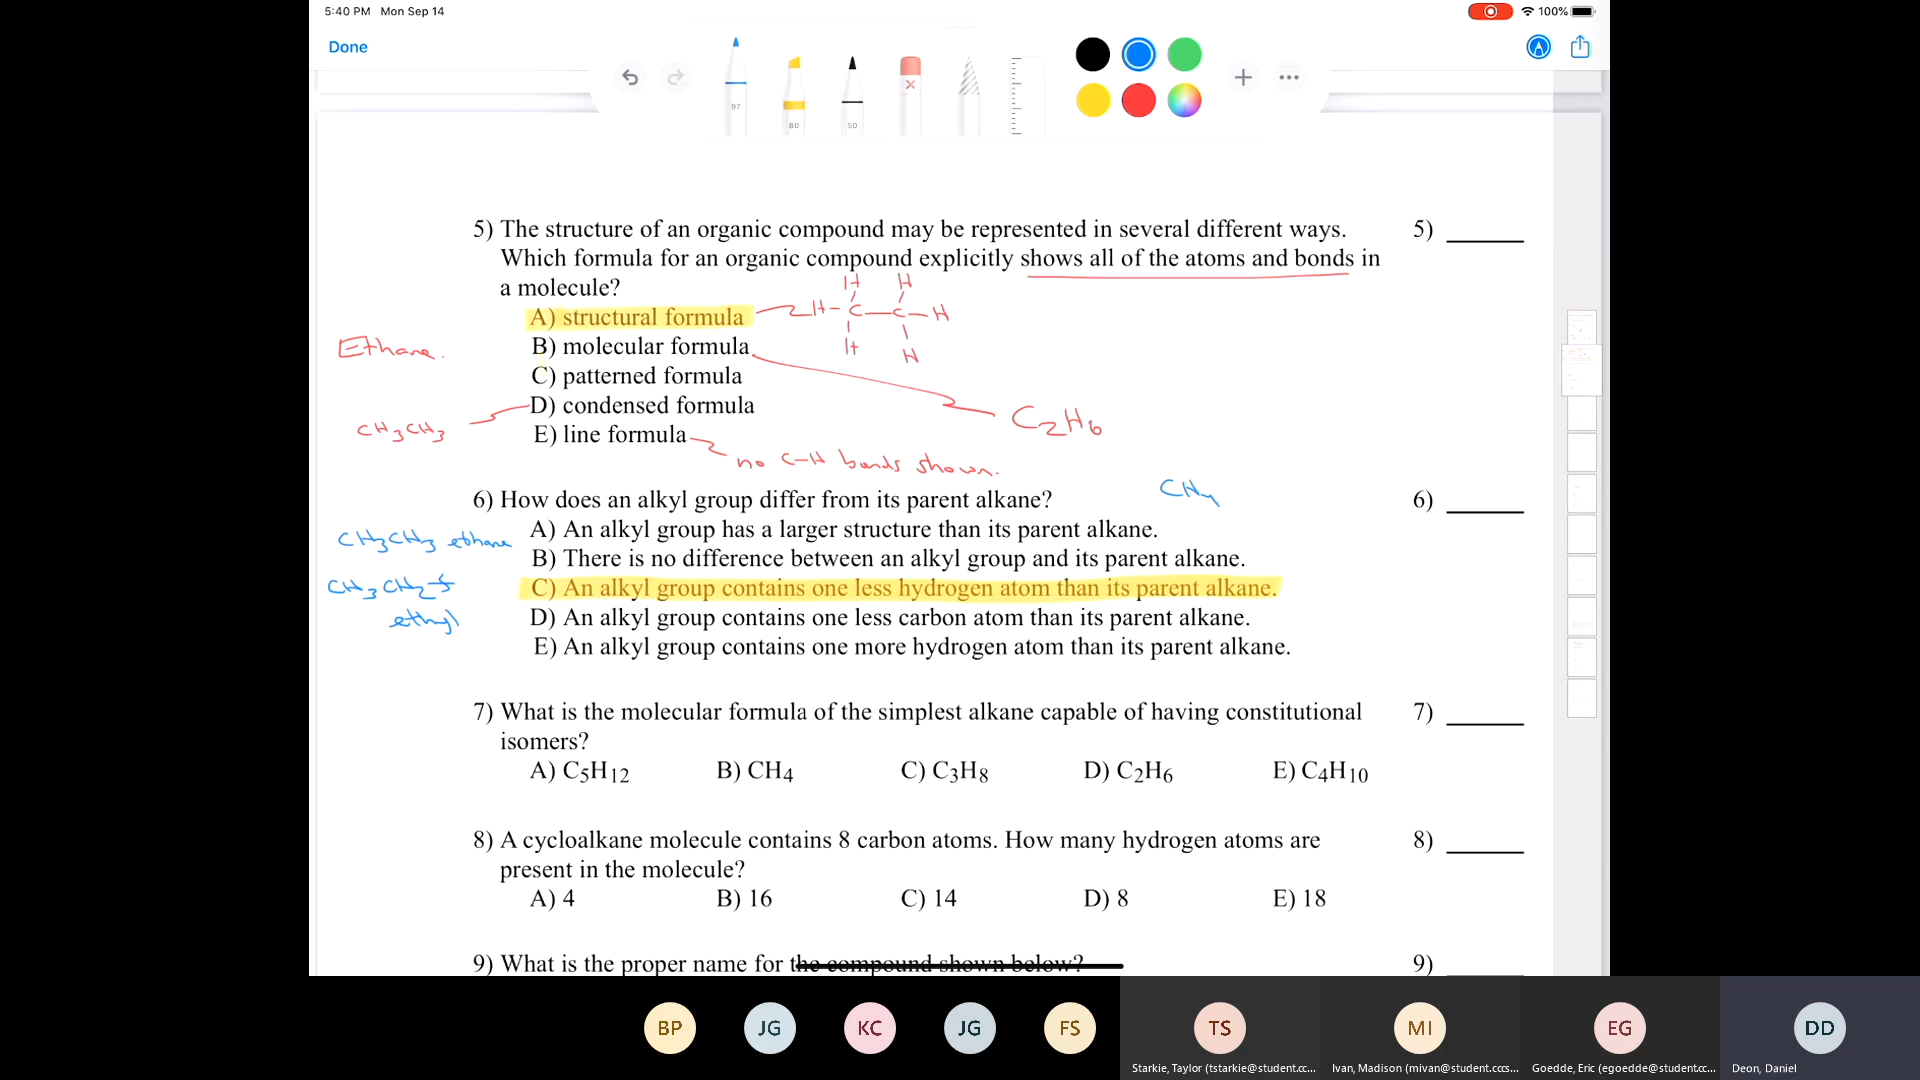 5:40 PM Mon Sep 14
100%
Done
97
80
50
5) The structure of an organic compound may be represented in several different ways. 5) ______
Which formula for an organic compound explicitly shows all of the atoms and bonds in
a molecule?
H H
A) structural formula H-C-C-H
H H
Ethane.
B) molecular formula
C) patterned formula
D) condensed formula
C2H6
CH3CH3
E) line formula
no C-H bonds shown.
CH4
6) How does an alkyl group differ from its parent alkane? 6) ______
A) An alkyl group has a larger structure than its parent alkane.
CH3CH3 ethane
B) There is no difference between an alkyl group and its parent alkane.
CH3CH2
C) An alkyl group contains one less hydrogen atom than its parent alkane.
ethyl
D) An alkyl group contains one less carbon atom than its parent alkane.
E) An alkyl group contains one more hydrogen atom than its parent alkane.
7) What is the molecular formula of the simplest alkane capable of having constitutional 7) ______
isomers?
A) C5H12 B) CH4 C) C3H8 D) C2H6 E) C4H10
8) A cycloalkane molecule contains 8 carbon atoms. How many hydrogen atoms are 8) ______
present in the molecule?
A) 4 B) 16 C) 14 D) 8 E) 18
9) What is the proper name for the compound shown below? 9)
BP JG KC JG FS TS MI EG DD
Starkie, Taylor (tstarkie@student.cc... Ivan, Madison (mivan@student.cccs... Goedde, Eric (egoedde@student.cc... Deon, Daniel